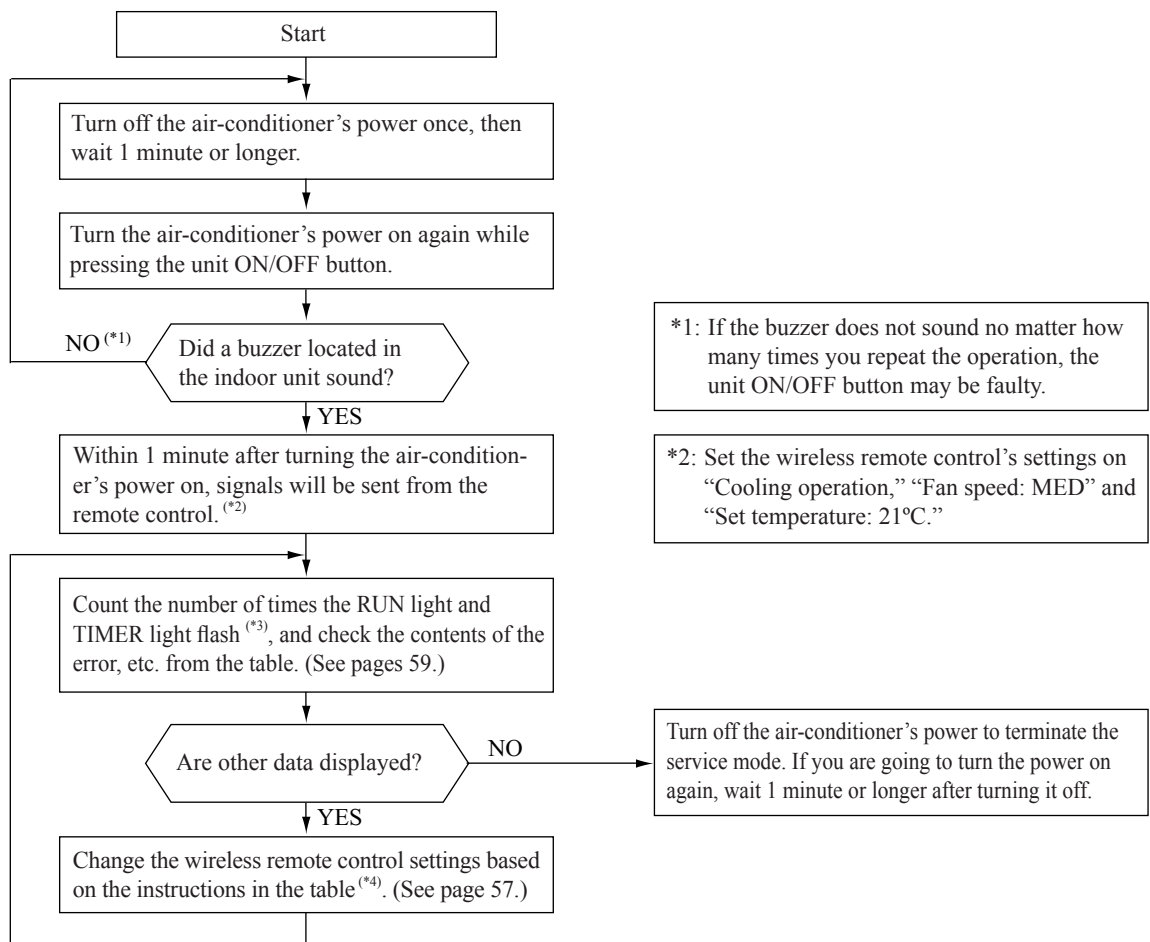 Start
Turn off the air-conditioner’s power once, then
wait 1 minute or longer.
Turn the air-conditioner’s power on again while
pressing the unit ON/OFF button.
NO (*1)
Did a buzzer located in
the indoor unit sound?
YES
*1: If the buzzer does not sound no matter how
many times you repeat the operation, the
unit ON/OFF button may be faulty.
Within 1 minute after turning the air-condition-
er’s power on, signals will be sent from the
remote control. (*2)
*2: Set the wireless remote control’s settings on
“Cooling operation,” “Fan speed: MED” and
“Set temperature: 21ºC.”
Count the number of times the RUN light and
TIMER light flash (*3), and check the contents of the
error, etc. from the table. (See pages 59.)
Are other data displayed?
NO
Turn off the air-conditioner’s power to terminate the
service mode. If you are going to turn the power on
again, wait 1 minute or longer after turning it off.
YES
Change the wireless remote control settings based
on the instructions in the table (*4). (See page 57.)